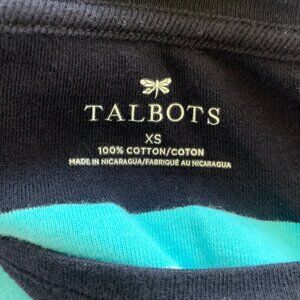 TALBOTS
XS
100% COTTON/COTON
MADE IN NICARAGUA/FABRIQUÉ AU NICARAGUA